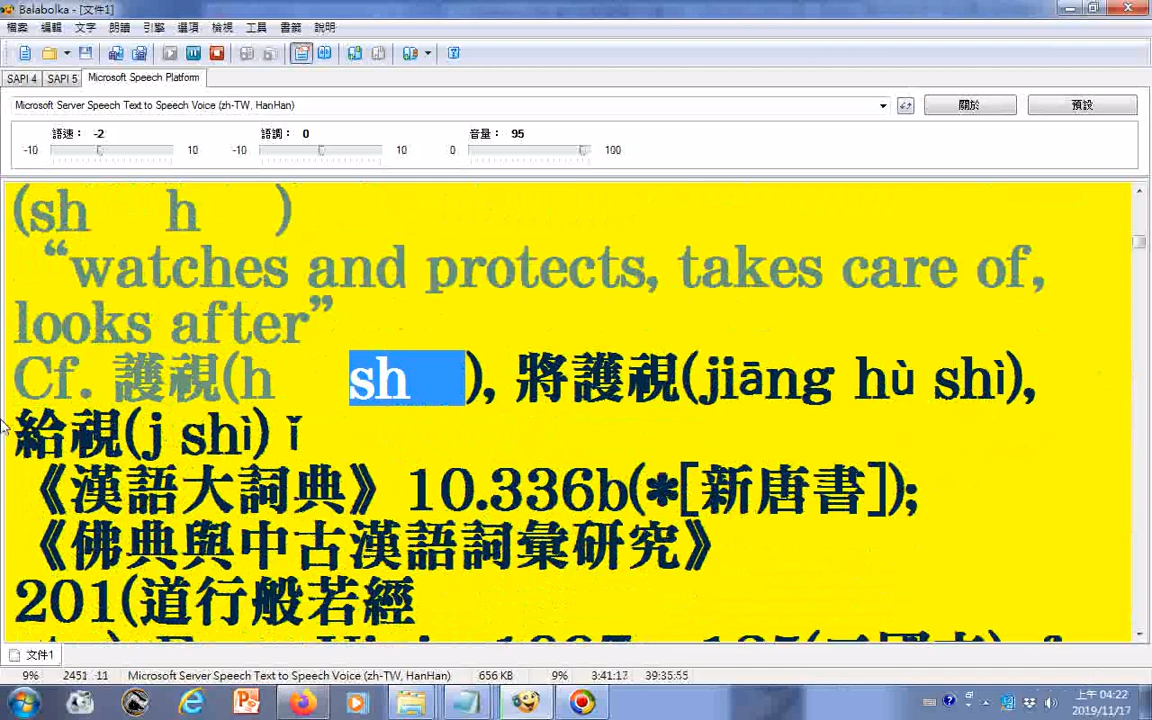 Balabolka - [文件1]
檔案 編輯 文字 朗讀 引擎 選項 檢視 工具 書籤 說明
SAPI 4 SAPI 5 Microsoft Speech Platform
Microsoft Server Speech Text to Speech Voice (zh-TW, HanHan) 關於 預設
語速： -2 語調： 0 音量： 95
-10 10 -10 10 0 100
(sh h )
“watches and protects, takes care of,
looks after”
Cf. 護視(h sh ), 將護視(jiāng hù shì),
給視(j shì) ǐ
《漢語大詞典》 10.336b(*[新唐書]);
《佛典與中古漢語詞彙研究》
201(道行般若經
文件1
9% 2451 11 Microsoft Server Speech Text to Speech Voice (zh-TW, HanHan) 656 KB 9% 3:41:17 39:35:55
上午 04:22
2019/11/17